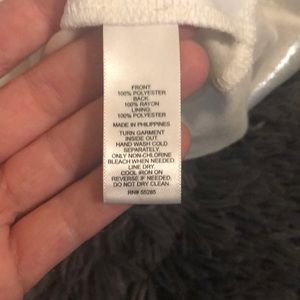 FRONT
100% POLYESTER
BACK:
100% RAYON
LINING:
100% POLYESTER
MADE IN PHILIPPINES
TURN GARMENT
INSIDE OUT.
HAND WASH COLD
SEPARATELY.
ONLY NON-CHLORINE
BLEACH WHEN NEEDED.
LINE DRY.
COOL IRON ON
REVERSE IF NEEDED.
DO NOT DRY CLEAN.
RN# 55285